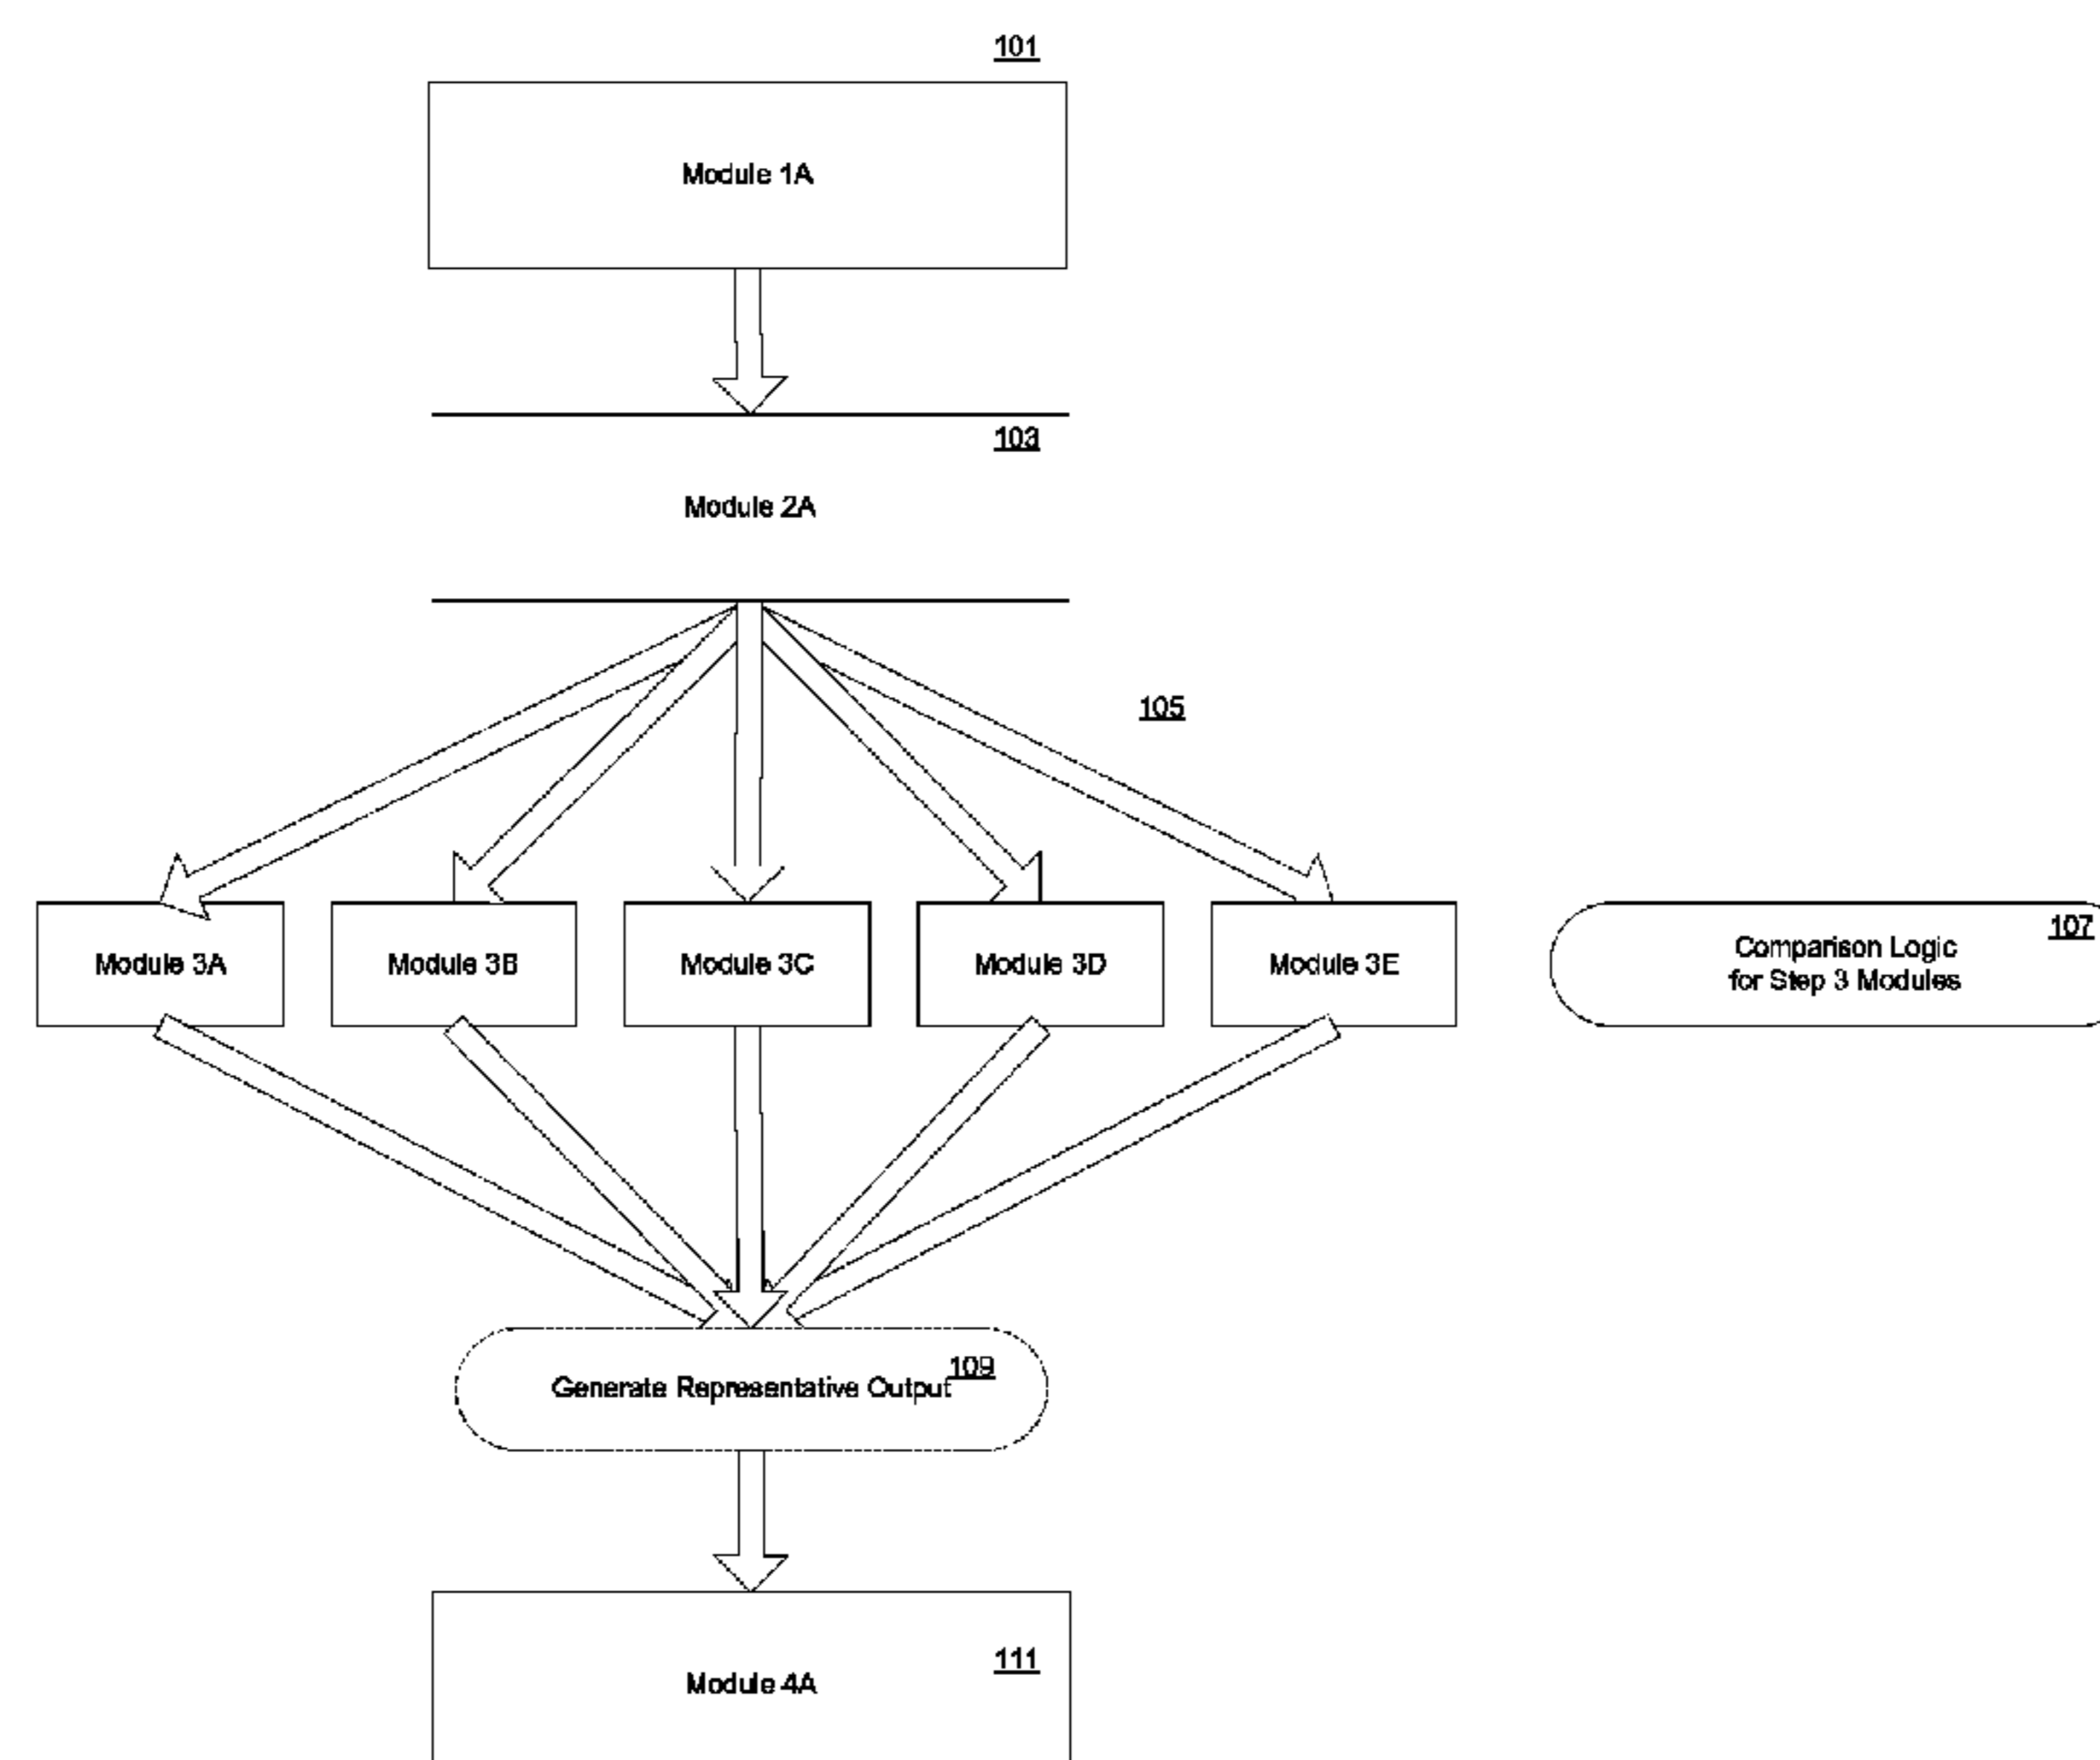 101
Module 1A
103
Module 2A
105
Module 3A
Module 3B
Module 3C
Module 3D
Module 3E
107
Comparison Logic
for Step 3 Modules
109
Generate Representative Output
111
Module 4A